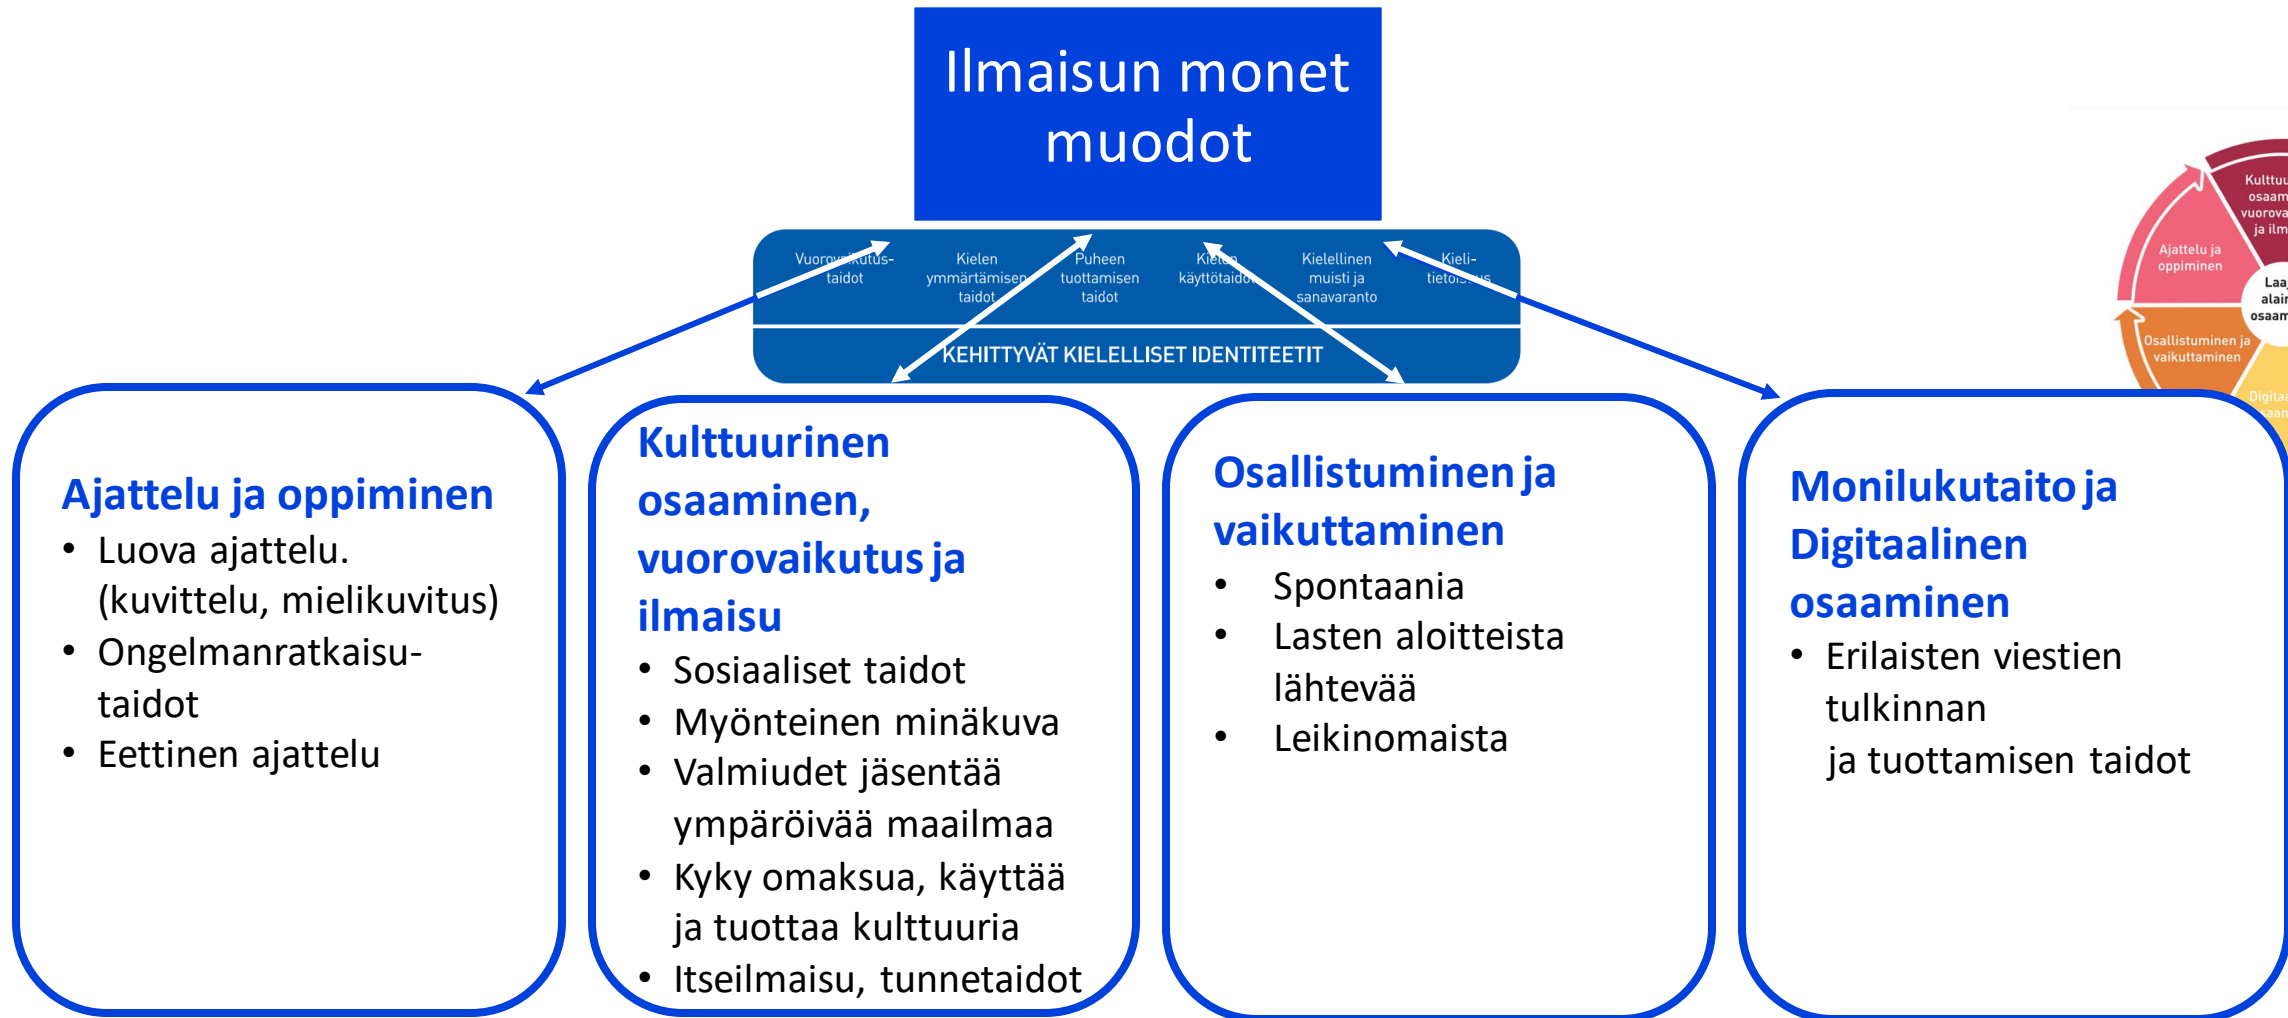 Ilmaisun monet
muodot
Vuorovaikutus-
taidot
Kielen
ymmärtämisen
taidot
Puheen
tuottamisen
taidot
Kielen
käyttötaidot
Kielellinen
muisti ja
sanavaranto
Kieli-
tietoisuus
KEHITTYVÄT KIELELLISET IDENTITEETIT
Ajattelu ja
oppiminen
Osallistuminen ja
vaikuttaminen
Ajattelu ja oppiminen
• Luova ajattelu.
(kuvittelu, mielikuvitus)
• Ongelmanratkaisu-
taidot
• Eettinen ajattelu
Kulttuurinen
osaaminen,
vuorovaikutus ja
ilmaisu
• Sosiaaliset taidot
• Myönteinen minäkuva
• Valmiudet jäsentää
ympäröivää maailmaa
• Kyky omaksua, käyttää
ja tuottaa kulttuuria
• Itseilmaisu, tunnetaidot
Osallistuminen ja
vaikuttaminen
• Spontaania
• Lasten aloitteista
lähtevää
• Leikinomaista
Monilukutaito ja
Digitaalinen
osaaminen
• Erilaisten viestien
tulkinnan
ja tuottamisen taidot